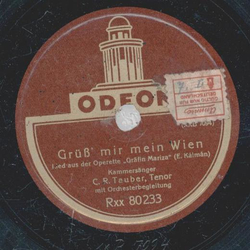 ODEON
Grüß' mir mein Wien
Lied aus der Operette „Gräfin Mariza" (E. Kálmán)
Kammersänger
C. R. Tauber, Tenor
mit Orchesterbegleitung
Rxx 80233